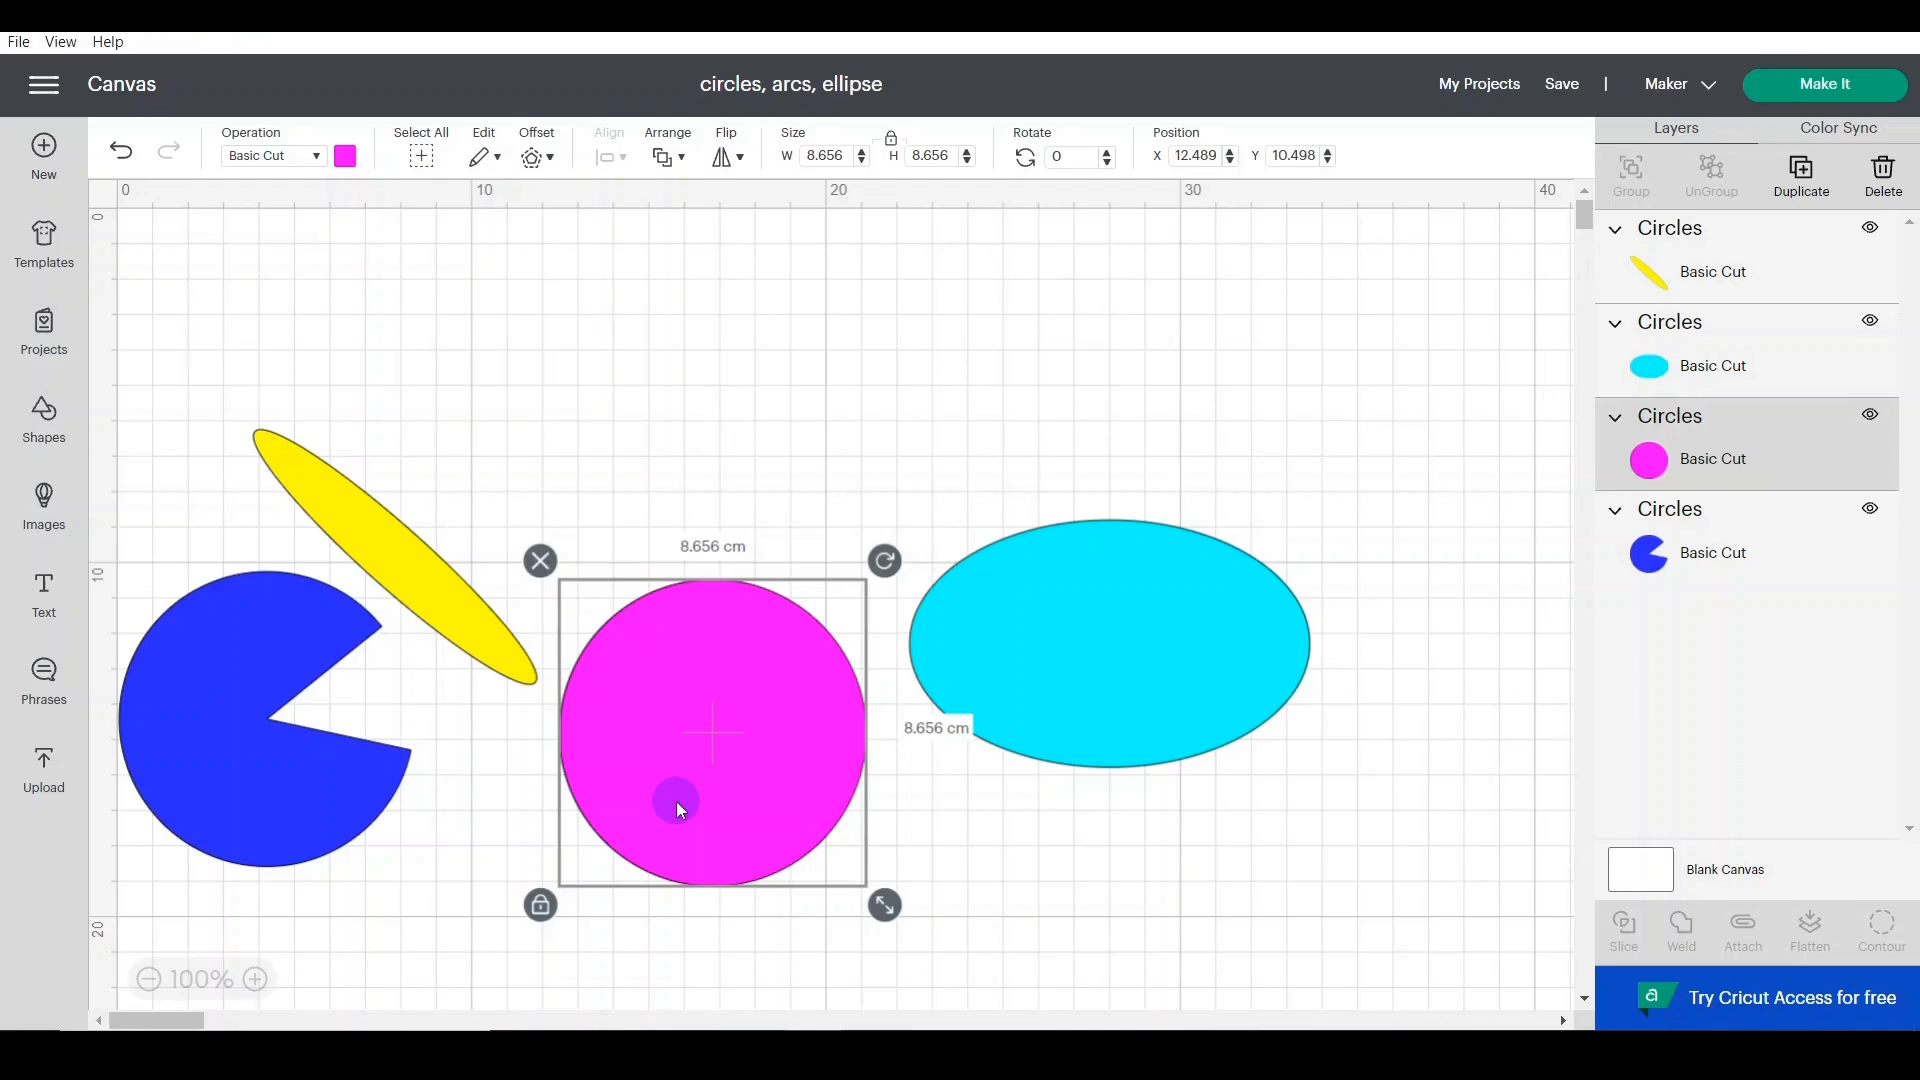 File View Help
Canvas circles, arcs, ellipse My Projects Save | Maker Make It
Operation Select All Edit Offset Align Arrange Flip Size Rotate Position
Basic Cut W 8.656 H 8.656 0 X 12.489 Y 10.498
Layers Color Sync
Group UnGroup Duplicate Delete
New
Templates
Projects
Shapes
Images
Text
Phrases
Upload
0 10 20 30 40
0
10
20
8.656 cm
8.656 cm
100%
Circles
Basic Cut
Circles
Basic Cut
Circles
Basic Cut
Circles
Basic Cut
Blank Canvas
Slice Weld Attach Flatten Contour
a Try Cricut Access for free